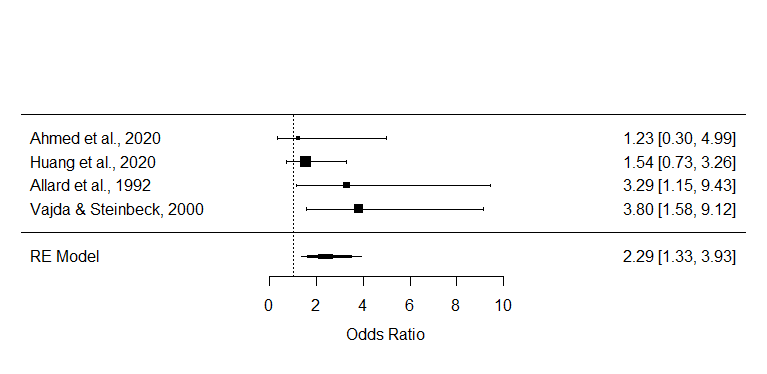 Ahmed et al., 2020 1.23 [0.30, 4.99]
Huang et al., 2020 1.54 [0.73, 3.26]
Allard et al., 1992 3.29 [1.15, 9.43]
Vajda & Steinbeck, 2000 3.80 [1.58, 9.12]
RE Model 2.29 [1.33, 3.93]
0 2 4 6 8 10
Odds Ratio